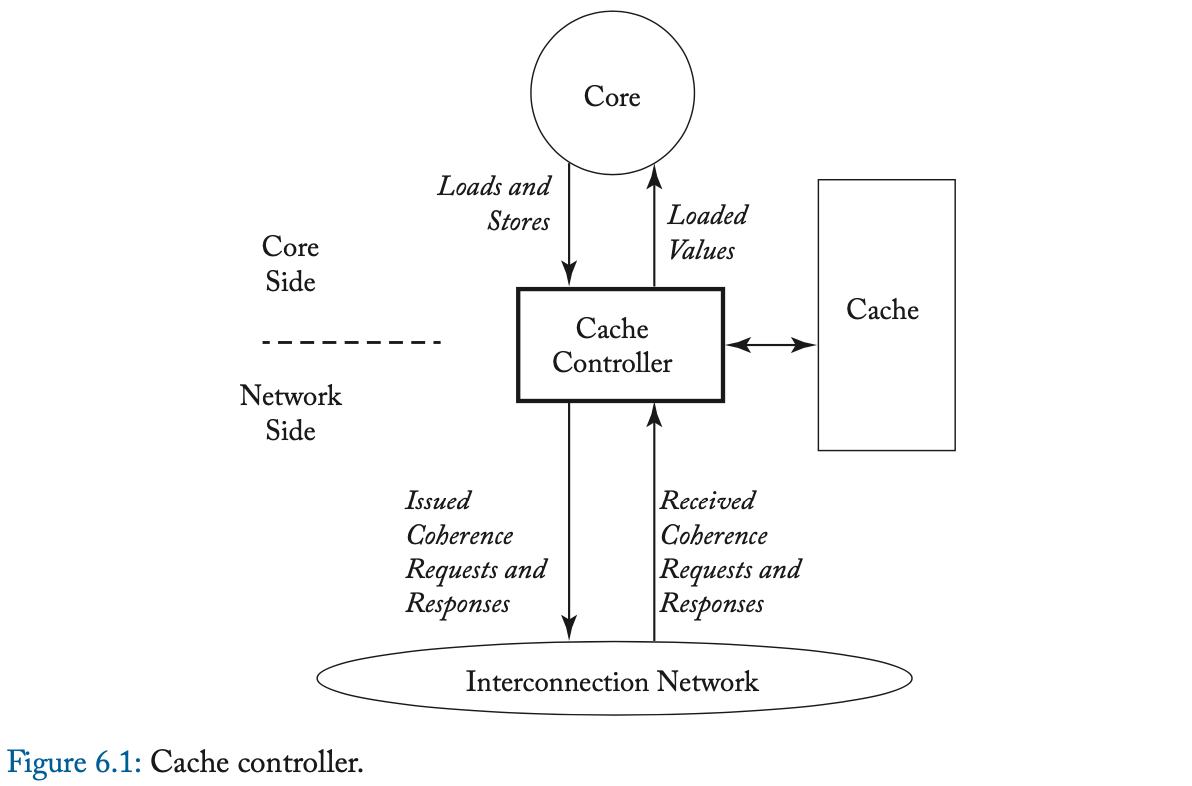 Core
Loads and
Stores
Loaded
Values
Core
Side
Cache
Controller
Cache
Network
Side
Issued
Coherence
Requests and
Responses
Received
Coherence
Requests and
Responses
Interconnection Network
Figure 6.1: Cache controller.